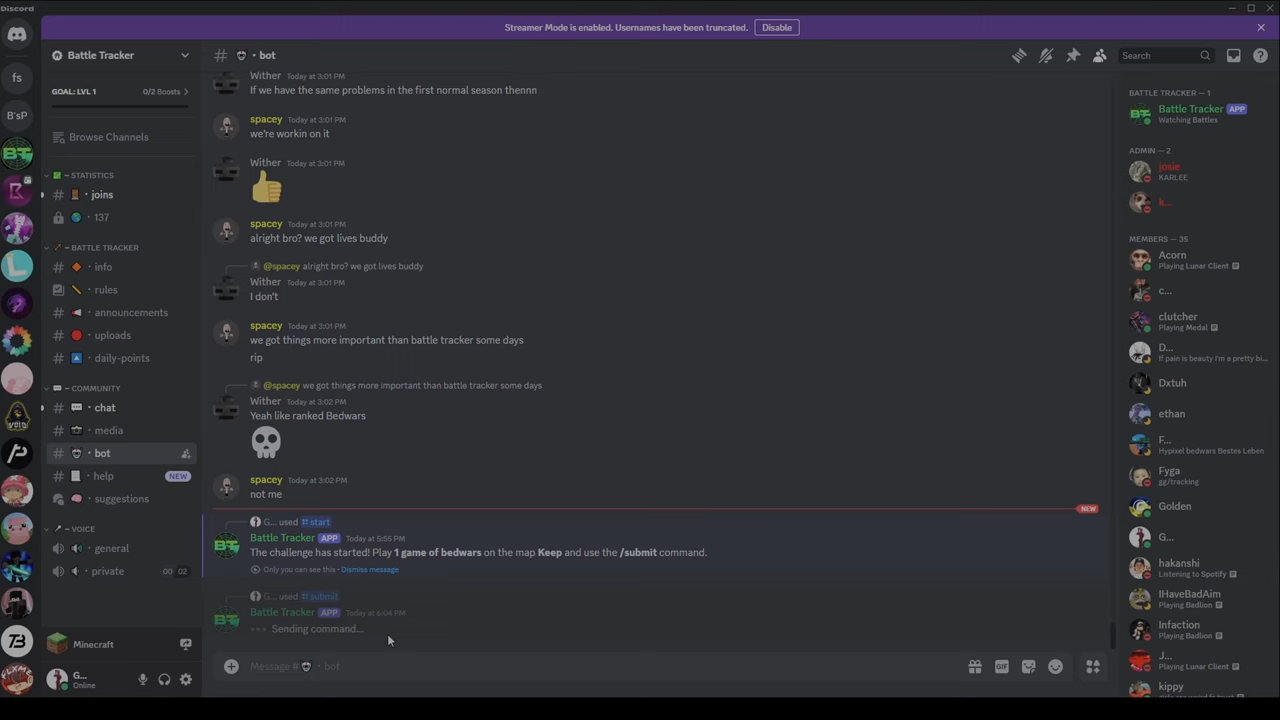 Discord
Streamer Mode is enabled. Usernames have been truncated.
Disable
fs
B'sP
Battle Tracker
GOAL: LVL 1
0/2 Boosts
Browse Channels
STATISTICS
joins
137
BATTLE TRACKER
info
rules
announcements
uploads
daily-points
COMMUNITY
chat
media
bot
help
NEW
suggestions
VOICE
general
private
00 02
Minecraft
G...
Online
bot
Search
Wither Today at 3:01 PM
If we have the same problems in the first normal season thennn
spacey Today at 3:01 PM
we're workin on it
Wither Today at 3:01 PM
👍
spacey Today at 3:01 PM
alright bro? we got lives buddy
@spacey alright bro? we got lives buddy
Wither Today at 3:01 PM
I don't
spacey Today at 3:01 PM
we got things more important than battle tracker some days
rip
@spacey we got things more important than battle tracker some days
Wither Today at 3:02 PM
Yeah like ranked Bedwars
💀
spacey Today at 3:02 PM
not me
NEW
G... used start
Battle Tracker APP Today at 5:55 PM
The challenge has started! Play 1 game of bedwars on the map Keep and use the /submit command.
Only you can see this • Dismiss message
G... used submit
Battle Tracker APP Today at 6:04 PM
Sending command...
Message # · bot
GIF
BATTLE TRACKER — 1
Battle Tracker APP
Watching Battles
ADMIN — 2
josie
KARLEE
k...
MEMBERS — 35
Acorn
Playing Lunar Client
c...
clutcher
Playing Medal
D...
If pain is beauty I'm a pretty bi...
Dxtuh
ethan
F...
Hypixel bedwars Bestes Leben
Fyga
gg/tracking
Golden
G...
hakanshi
Listening to Spotify
IHaveBadAim
Playing Badlion
Infaction
Playing Badlion
J...
Playing Lunar Client
kippy